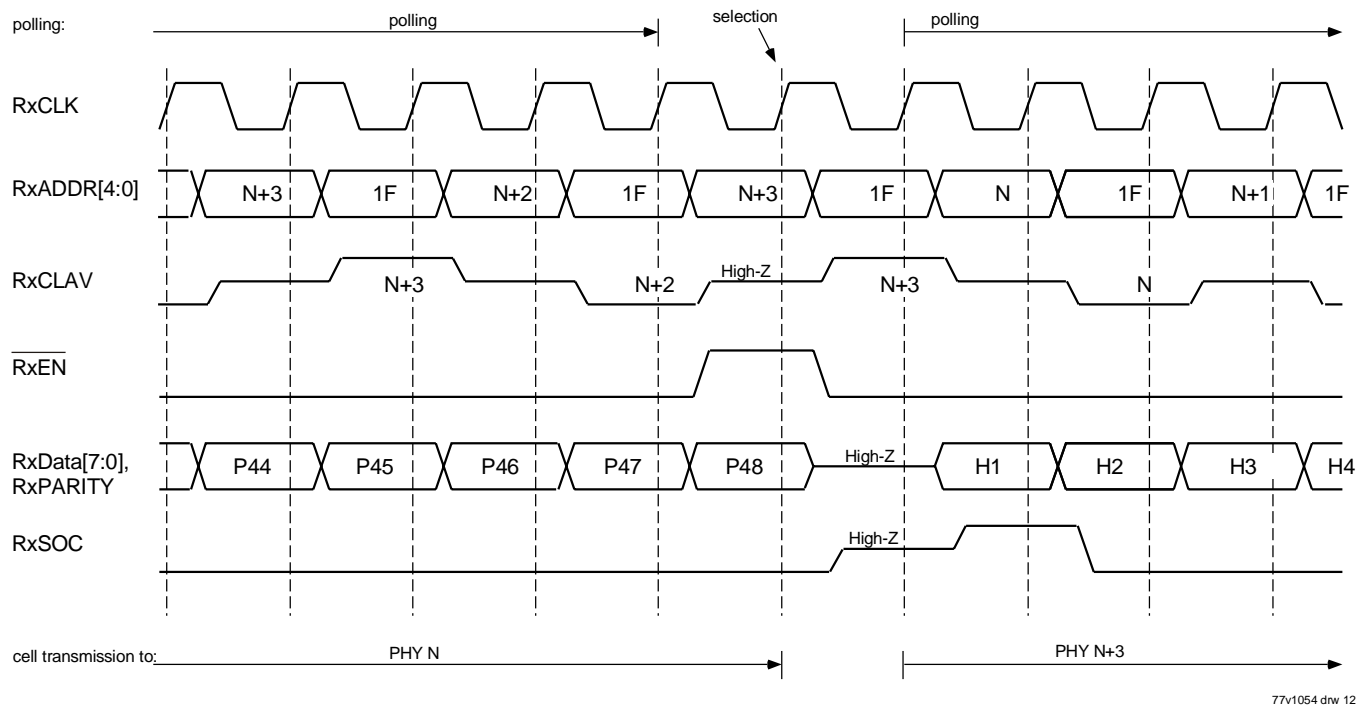 polling: polling selection polling
RxCLK
RxADDR[4:0] N+3 1F N+2 1F N+3 1F N 1F N+1 1F
RxCLAV N+3 N+2 High-Z N+3 N
RxEN
RxData[7:0], P44 P45 P46 P47 P48 High-Z H1 H2 H3 H4
RxPARITY
RxSOC High-Z
cell transmission to: PHY N PHY N+3
77v1054 drw 12